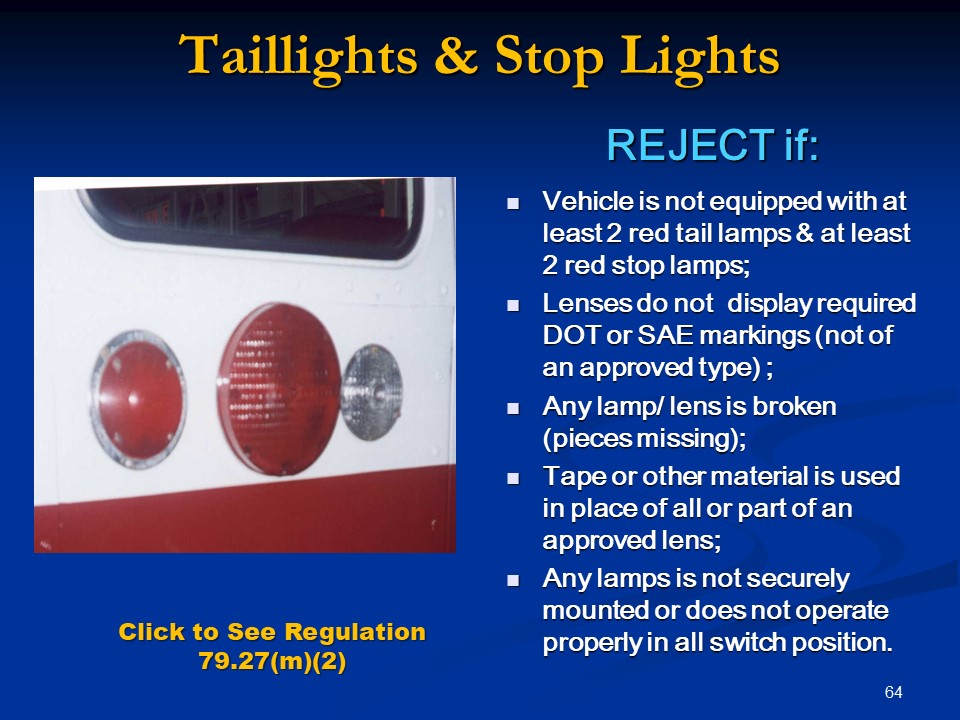 Taillights & Stop Lights
REJECT if:
Vehicle is not equipped with at
least 2 red tail lamps & at least
2 red stop lamps;
Lenses do not display required
DOT or SAE markings (not of
an approved type) ;
Any lamp/ lens is broken
(pieces missing);
Tape or other material is used
in place of all or part of an
approved lens;
Any lamps is not securely
mounted or does not operate
properly in all switch position.
Click to See Regulation
79.27(m)(2)
64